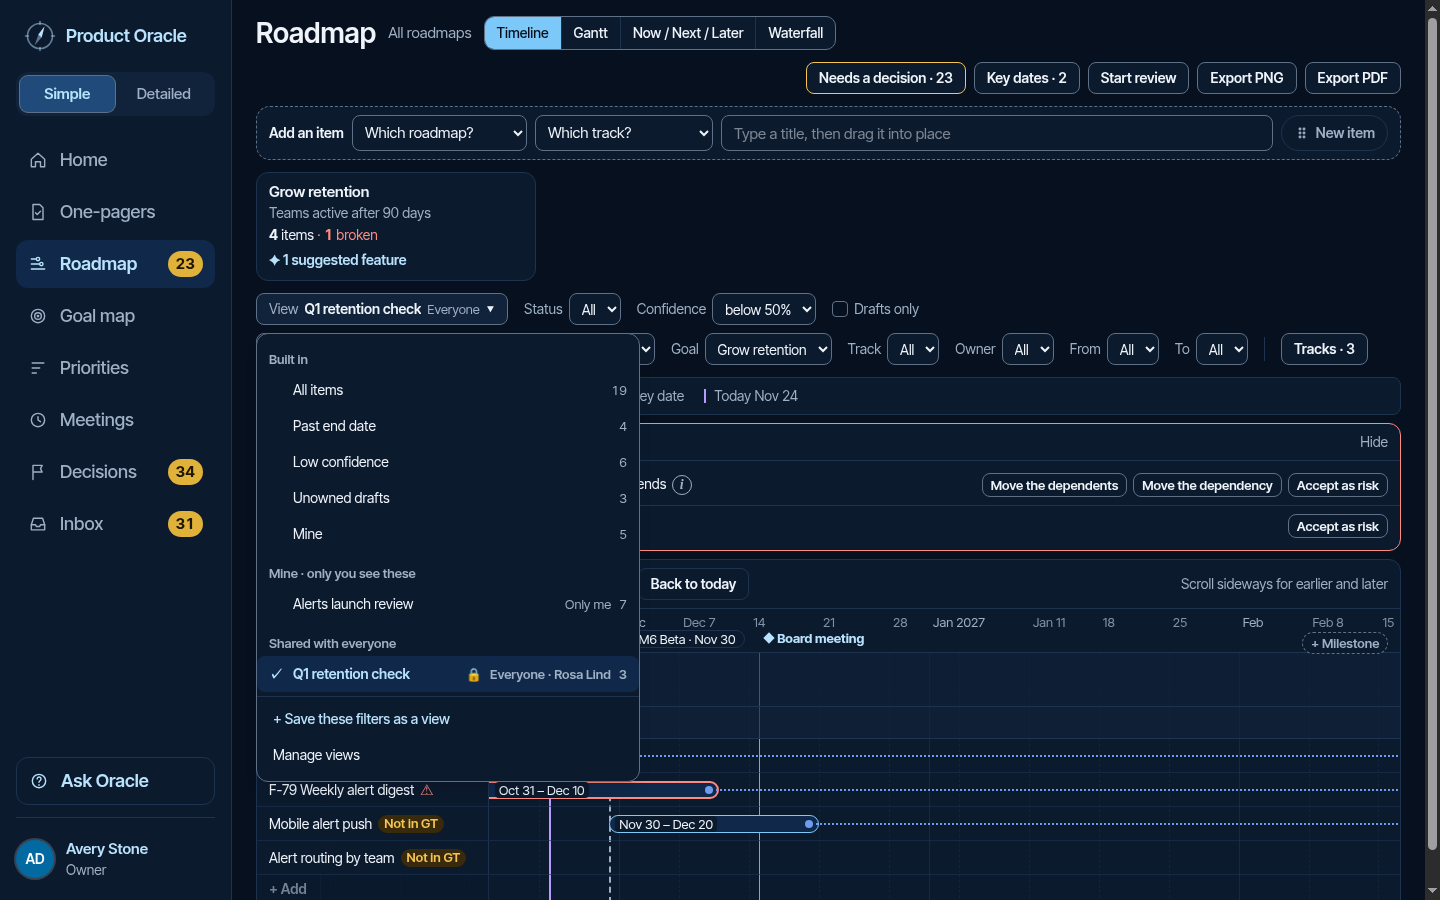 Product Oracle
Simple
Detailed
Home
One-pagers
Roadmap 23
Goal map
Priorities
Meetings
Decisions 34
Inbox 31
Ask Oracle
AD
Avery Stone
Owner
Roadmap All roadmaps Timeline Gantt Now / Next / Later Waterfall
Needs a decision · 23 Key dates · 2 Start review Export PNG Export PDF
Add an item Which roadmap? Which track? Type a title, then drag it into place New item
Grow retention
Teams active after 90 days
4 items · 1 broken
1 suggested feature
View Q1 retention check Everyone Status All Confidence below 50% Drafts only
Goal Grow retention Track All Owner All From All To All Tracks · 3
Built in
All items 19
Past end date 4
Low confidence 6
Unowned drafts 3
Mine 5
Mine · only you see these
Alerts launch review Only me 7
Shared with everyone
✓ Q1 retention check 🔒 Everyone · Rosa Lind 3
+ Save these filters as a view
Manage views
ey date Today Nov 24
Hide
ends i Move the dependents Move the dependency Accept as risk
Accept as risk
Back to today Scroll sideways for earlier and later
c Dec 7 14 21 28 Jan 2027 Jan 11 18 25 Feb Feb 8 15
M6 Beta · Nov 30 Board meeting + Milestone
F-79 Weekly alert digest ⚠ Oct 31 – Dec 10
Mobile alert push Not in GT Nov 30 – Dec 20
Alert routing by team Not in GT
+ Add